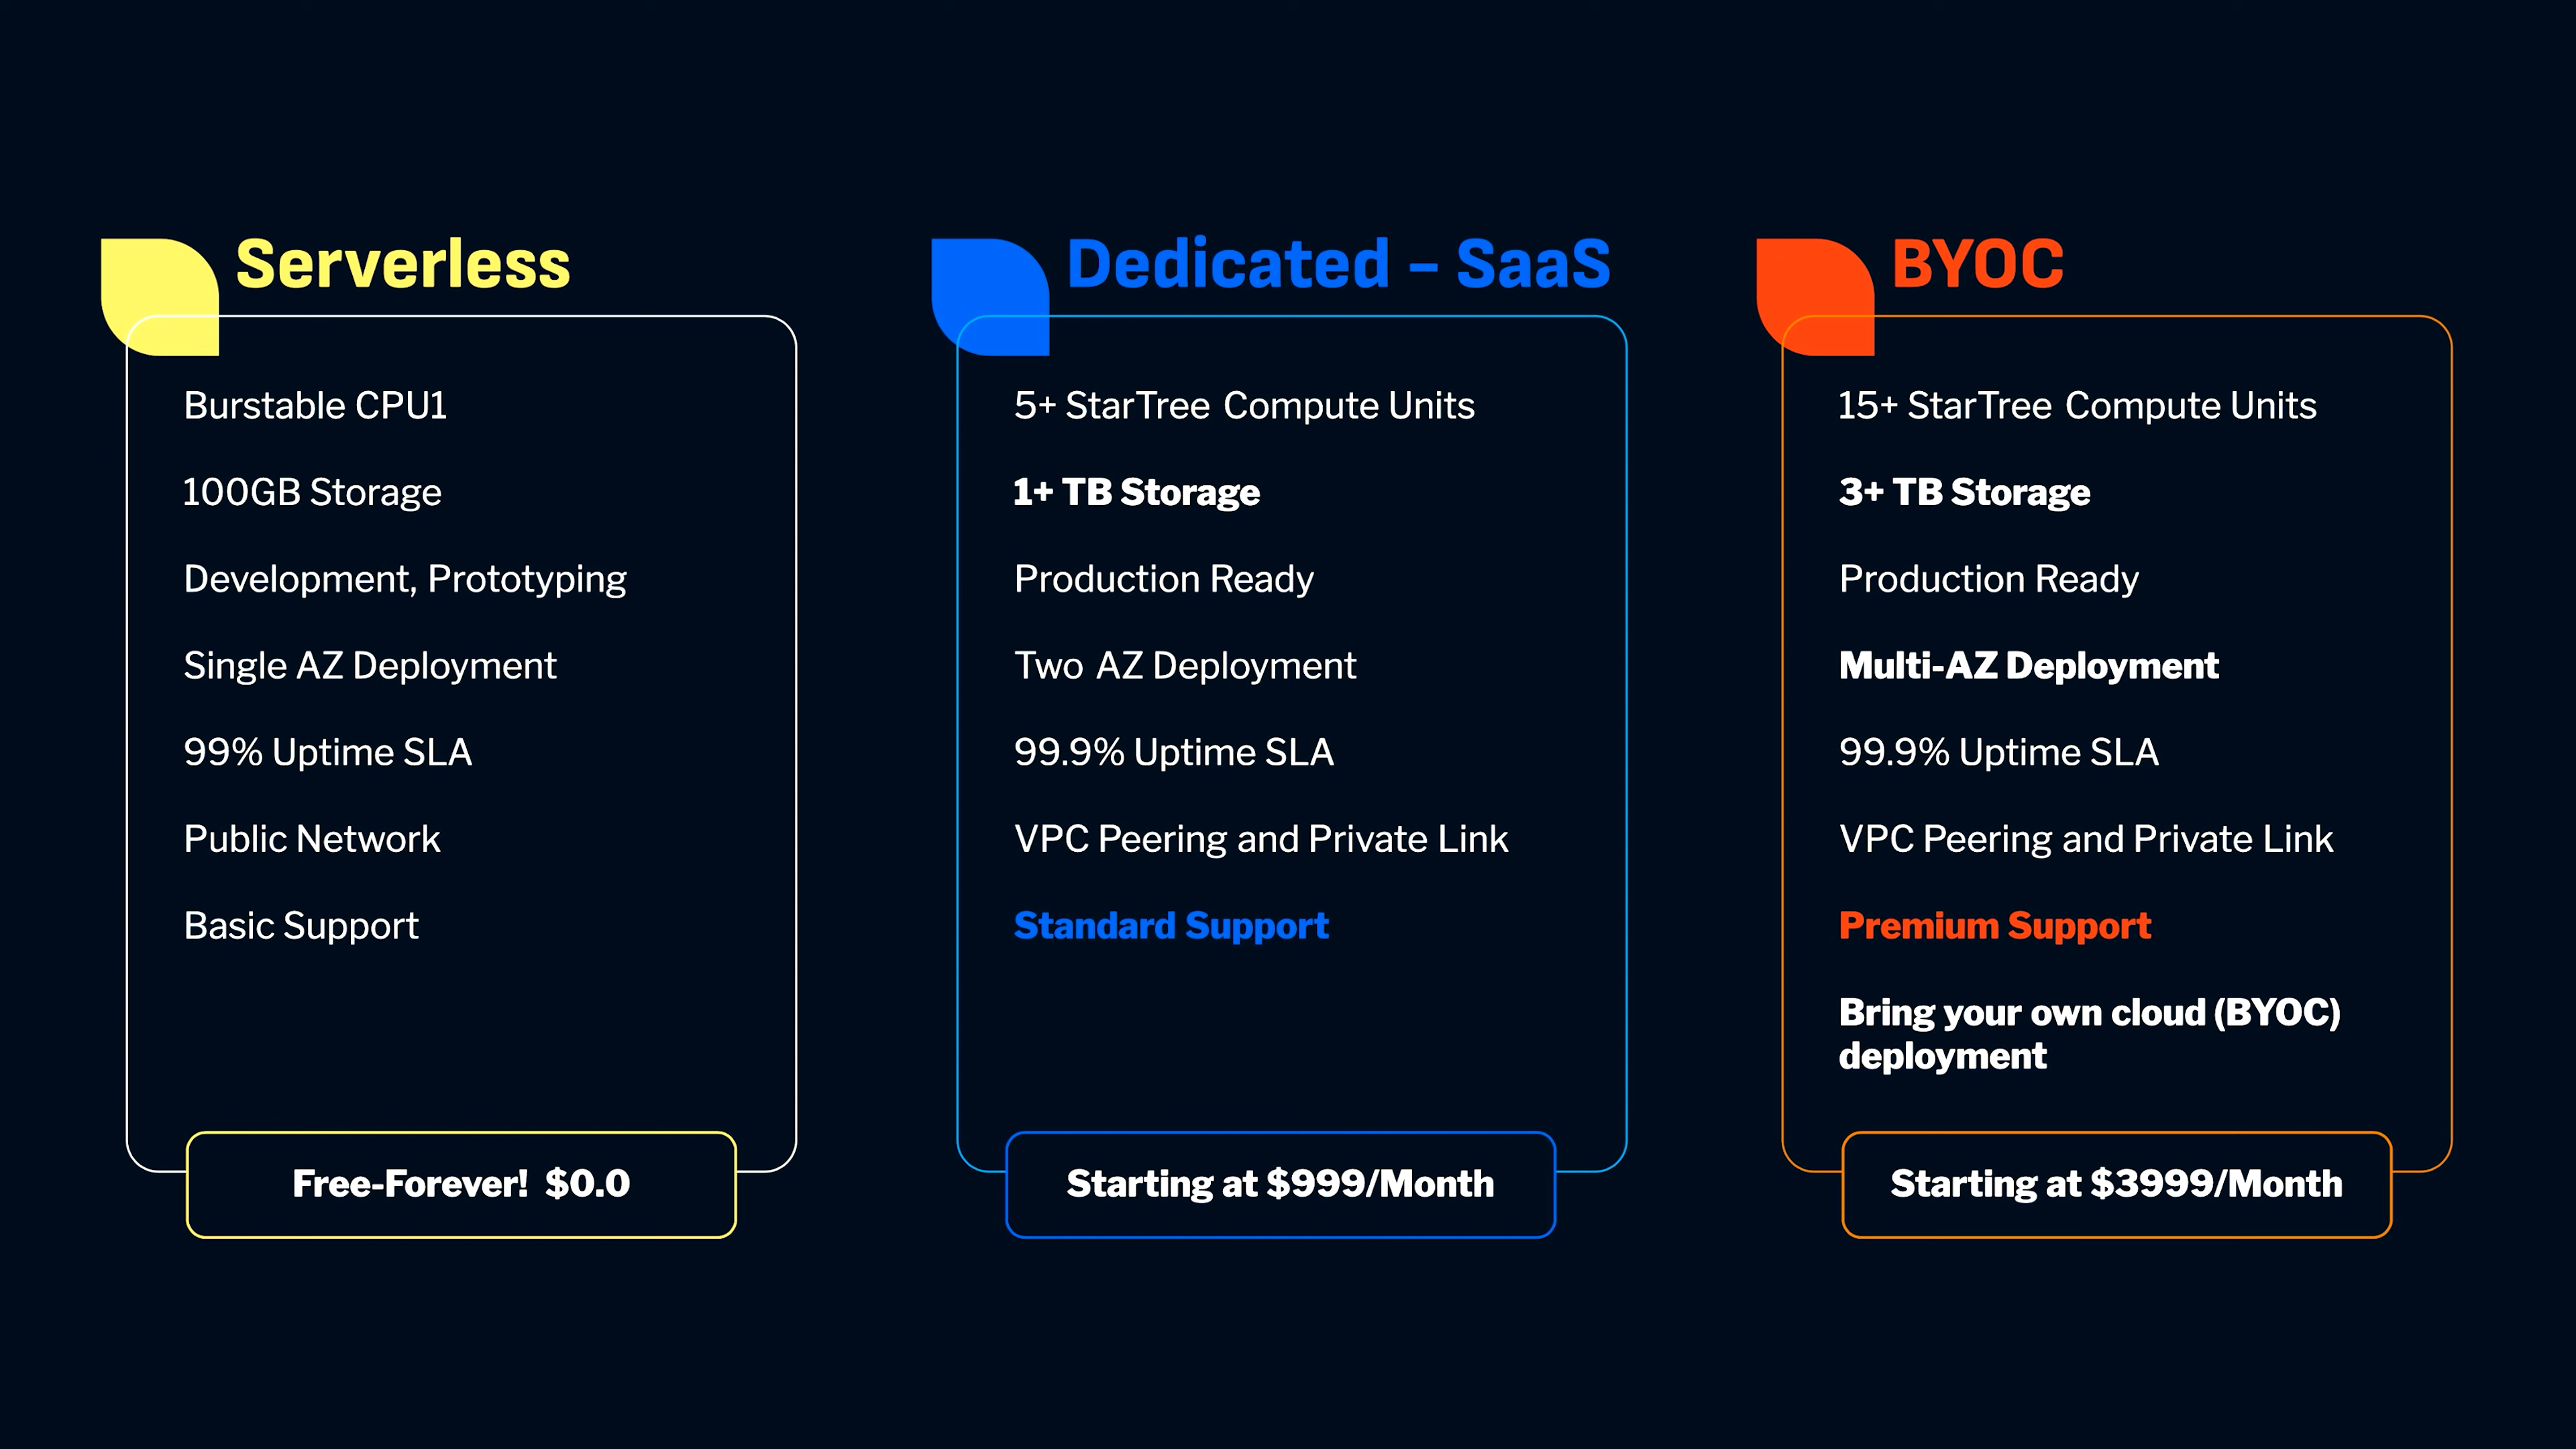 Serverless
Burstable CPU1
100GB Storage
Development, Prototyping
Single AZ Deployment
99% Uptime SLA
Public Network
Basic Support
Free-Forever! $0.0
Dedicated - SaaS
5+ StarTree Compute Units
1+ TB Storage
Production Ready
Two AZ Deployment
99.9% Uptime SLA
VPC Peering and Private Link
Standard Support
Starting at $999/Month
BYOC
15+ StarTree Compute Units
3+ TB Storage
Production Ready
Multi-AZ Deployment
99.9% Uptime SLA
VPC Peering and Private Link
Premium Support
Bring your own cloud (BYOC)
deployment
Starting at $3999/Month